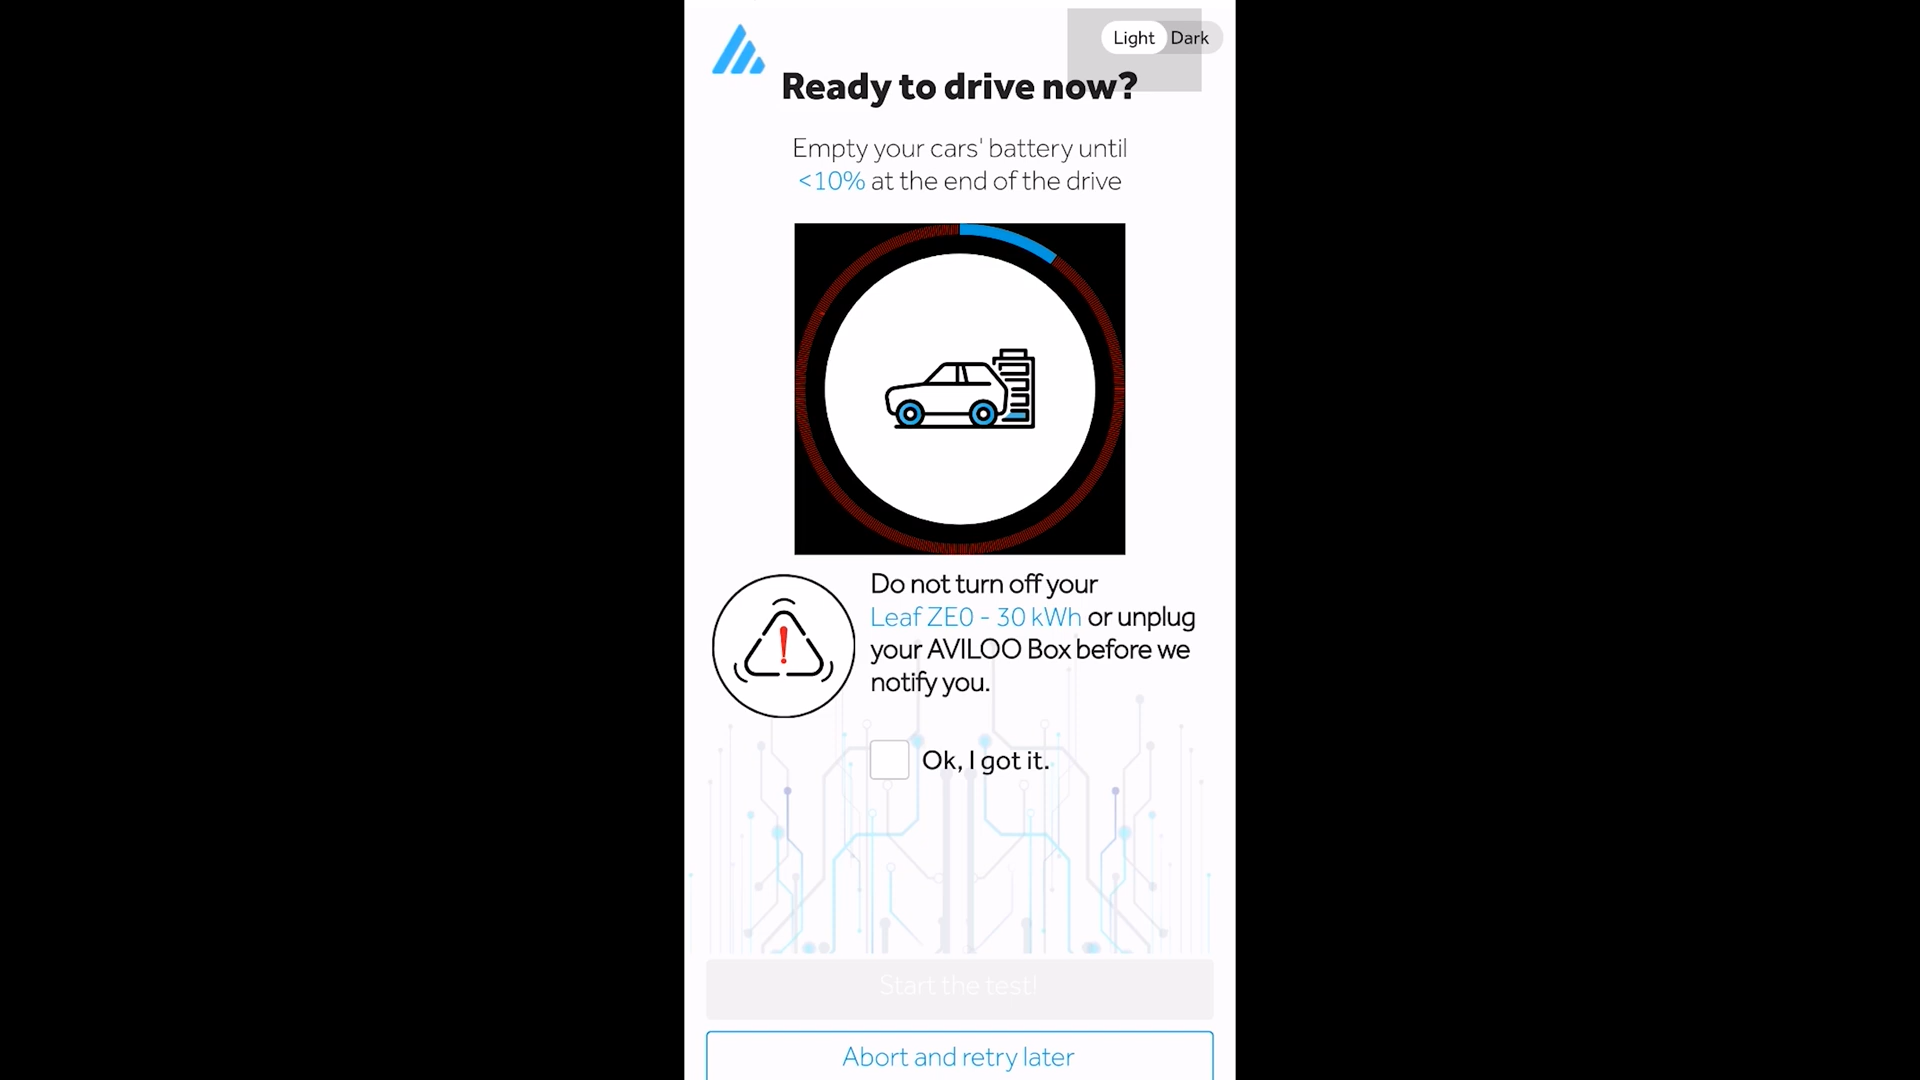 Light Dark
Ready to drive now?
Empty your cars' battery until
<10% at the end of the drive
Do not turn off your
Leaf ZE0 - 30 kWh or unplug
your AVILOO Box before we
notify you.
Ok, I got it.
Start the test!
Abort and retry later